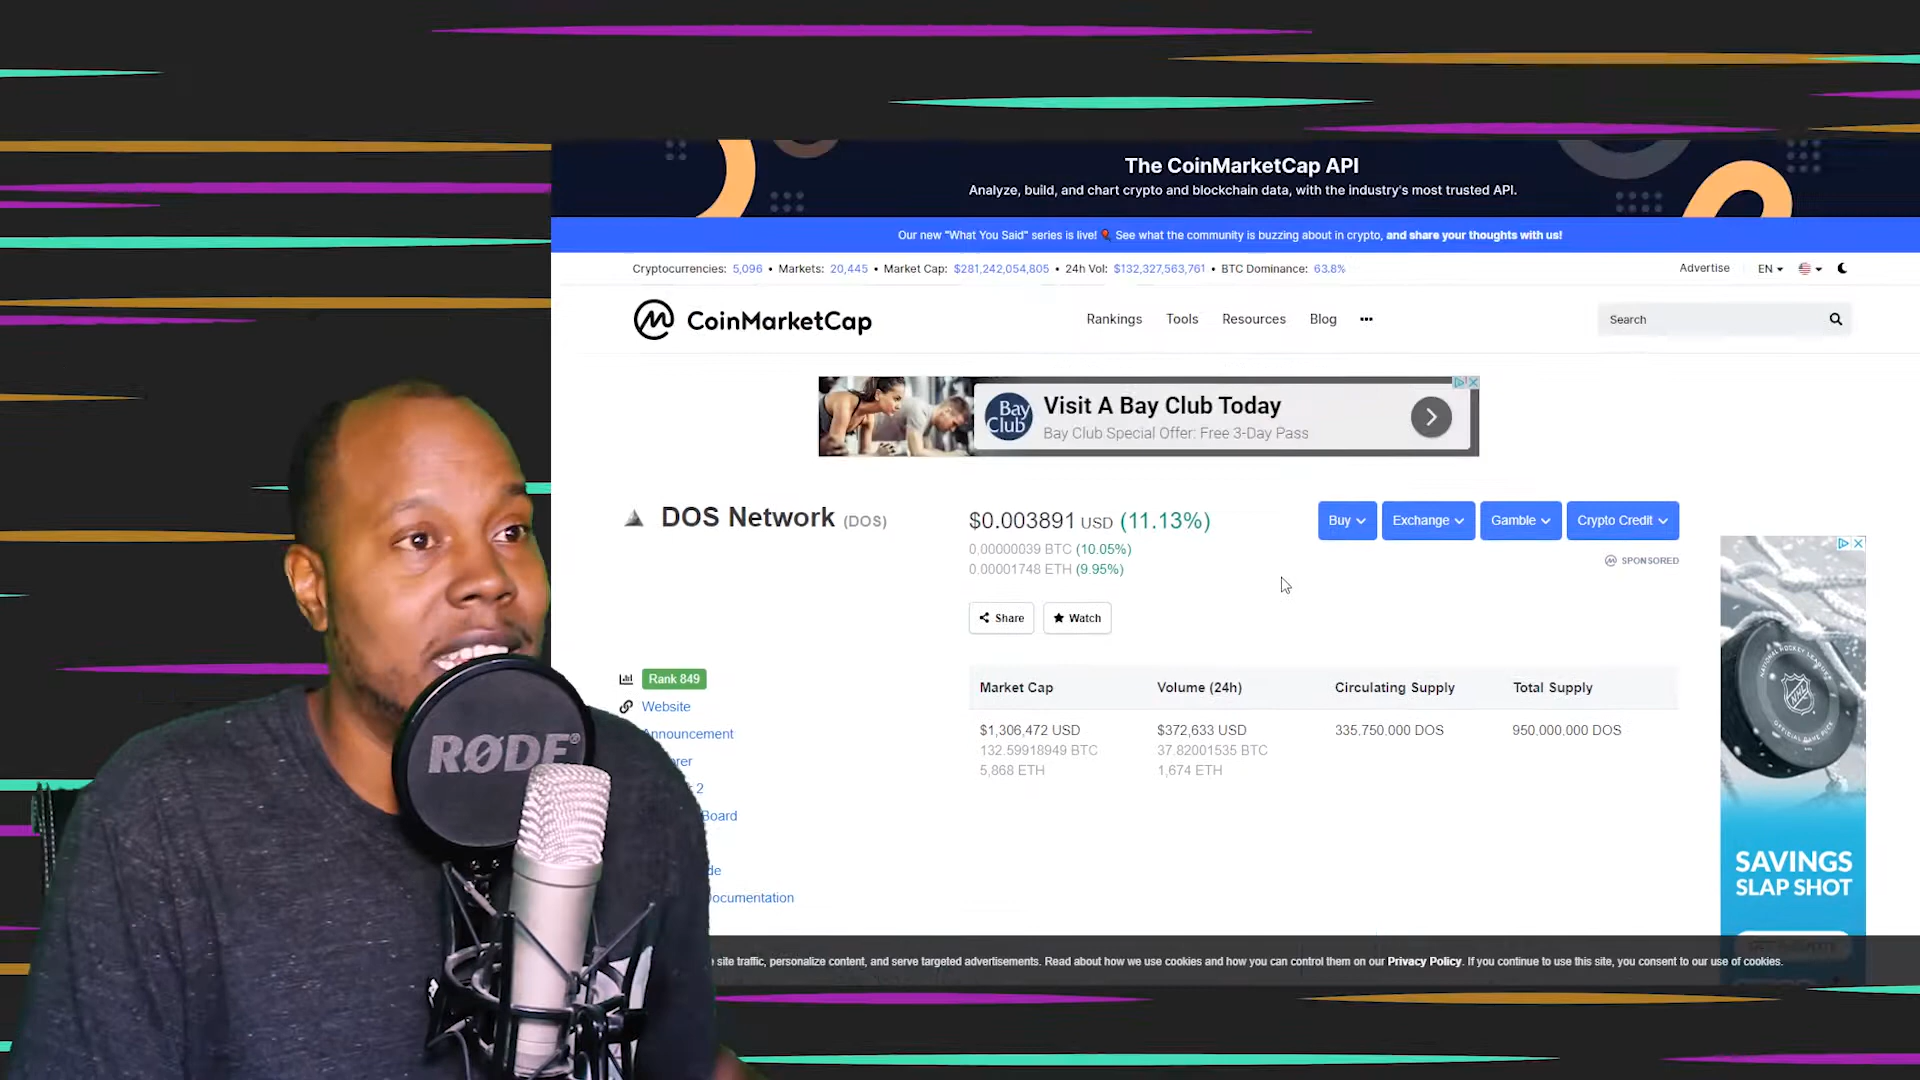 The CoinMarketCap API
Analyze, build, and chart crypto and blockchain data, with the industry's most trusted API.
Our new "What You Said" series is live! See what the community is buzzing about in crypto, and share your thoughts with us!
Cryptocurrencies: 5,096 • Markets: 20,445 • Market Cap: $281,242,054,805 • 24h Vol: $132,327,563,761 • BTC Dominance: 63.8%
Advertise EN
CoinMarketCap
Rankings Tools Resources Blog •••
Search
Bay Club
Visit A Bay Club Today
Bay Club Special Offer: Free 3-Day Pass
DOS Network (DOS)
$0.003891 USD (11.13%)
0.00000039 BTC (10.05%)
0.00001748 ETH (9.95%)
Buy Exchange Gamble Crypto Credit
SPONSORED
Share Watch
Rank 849
Website
Announcement
rer
2
Board
de
ocumentation
Market Cap Volume (24h) Circulating Supply Total Supply
$1,306,472 USD $372,633 USD 335,750,000 DOS 950,000,000 DOS
132.59918949 BTC 37.82001535 BTC
5,868 ETH 1,674 ETH
NATIONAL HOCKEY LEAGUE
NHL
OFFICIAL GAME PUCK
SAVINGS
SLAP SHOT
site traffic, personalize content, and serve targeted advertisements. Read about how we use cookies and how you can control them on our Privacy Policy. If you continue to use this site, you consent to our use of cookies.
RØDE